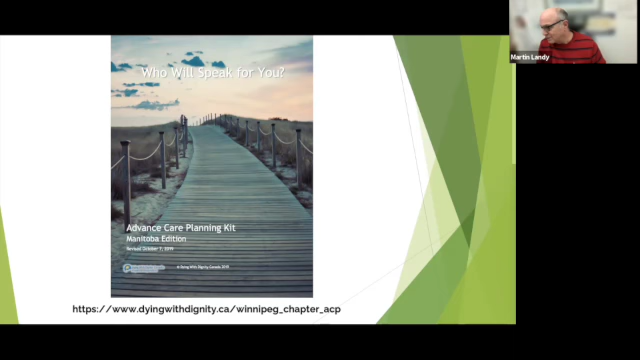 Martin Landy
Who Will Speak for You?
Advance Care Planning Kit
Manitoba Edition
Revised October 7, 2019
© Dying With Dignity Canada 2019
https://www.dyingwithdignity.ca/winnipeg_chapter_acp